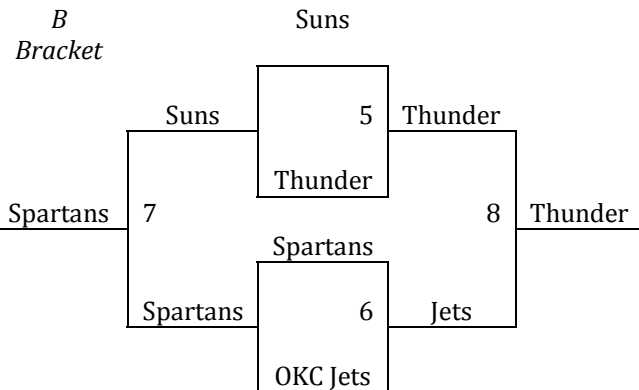 B
Bracket
Suns
Suns
5
Thunder
Thunder
Spartans
7
8
Thunder
Spartans
Spartans
6
Jets
OKC Jets